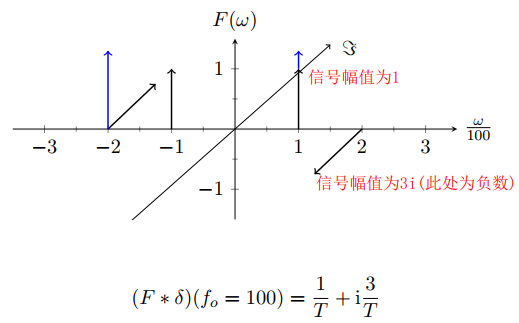 F(ω)
ℑ
1
信号幅值为1
ω/100
−3 −2 −1 1 2 3
信号幅值为3i(此处为负数)
−1
(F ∗ δ)(f_o = 100) = 1/T + i 3/T